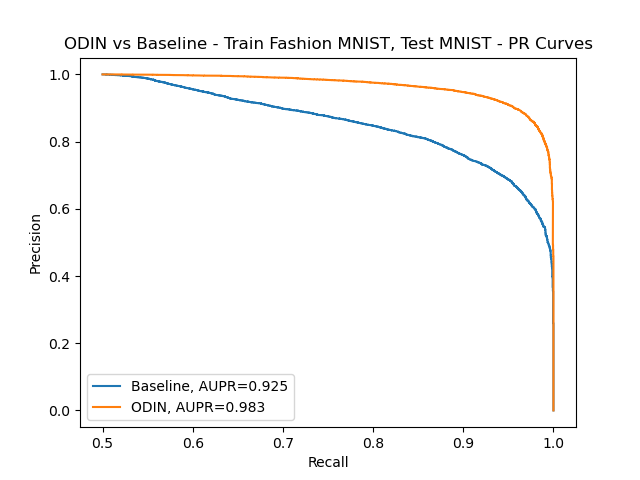 ODIN vs Baseline - Train Fashion MNIST, Test MNIST - PR Curves
1.0
0.8
0.6
0.4
0.2
0.0
Precision
Baseline, AUPR=0.925
ODIN, AUPR=0.983
0.5 0.6 0.7 0.8 0.9 1.0
Recall